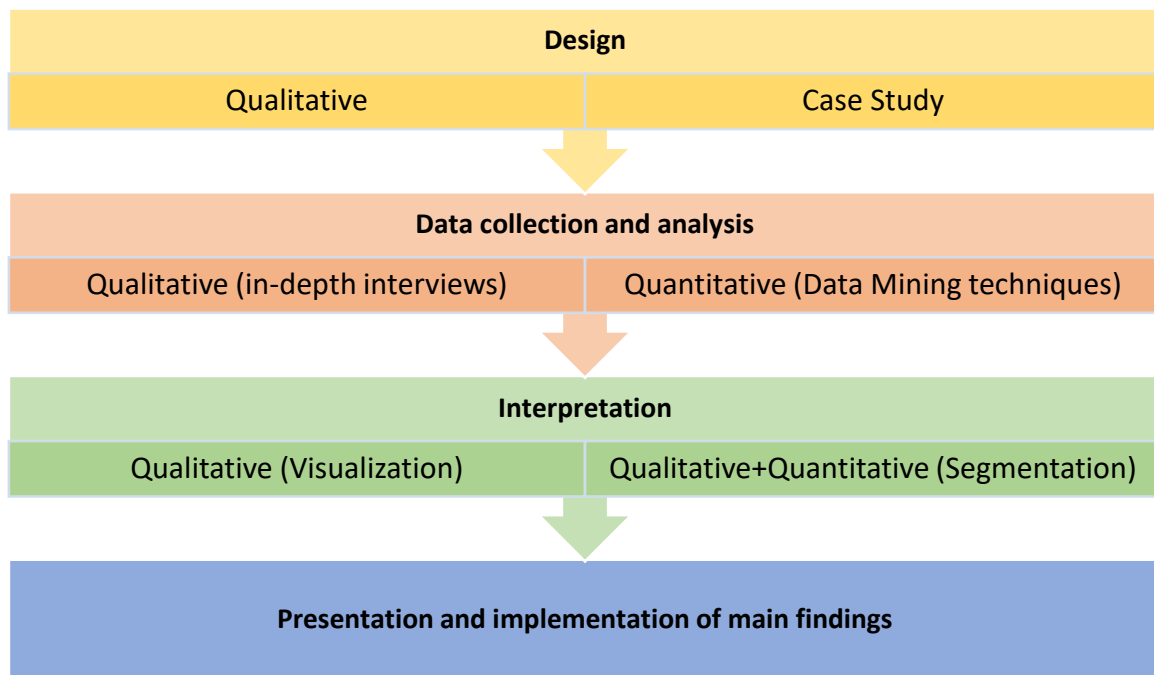 Design
Qualitative
Case Study
Data collection and analysis
Qualitative (in-depth interviews)
Quantitative (Data Mining techniques)
Interpretation
Qualitative (Visualization)
Qualitative+Quantitative (Segmentation)
Presentation and implementation of main findings